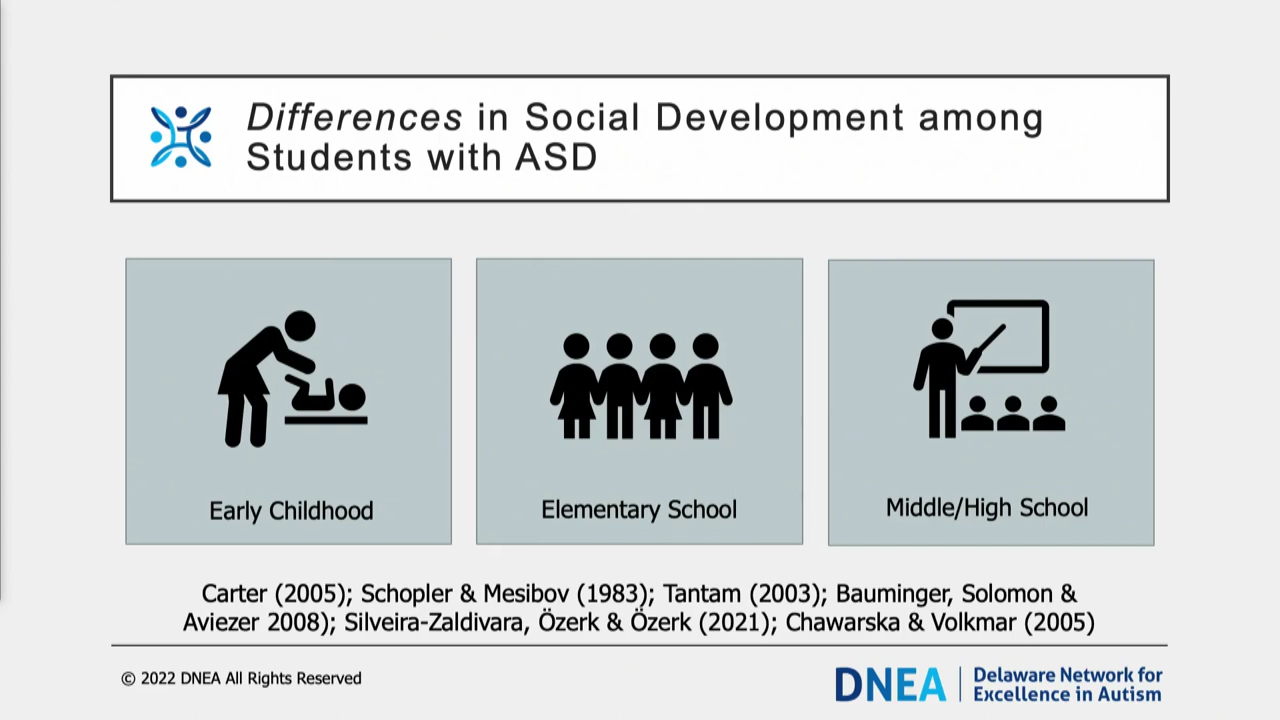 Differences in Social Development among
Students with ASD
Early Childhood
Elementary School
Middle/High School
Carter (2005); Schopler & Mesibov (1983); Tantam (2003); Bauminger, Solomon &
Aviezer 2008); Silveira-Zaldivara, Özerk & Özerk (2021); Chawarska & Volkmar (2005)
© 2022 DNEA All Rights Reserved
DNEA
Delaware Network for
Excellence in Autism